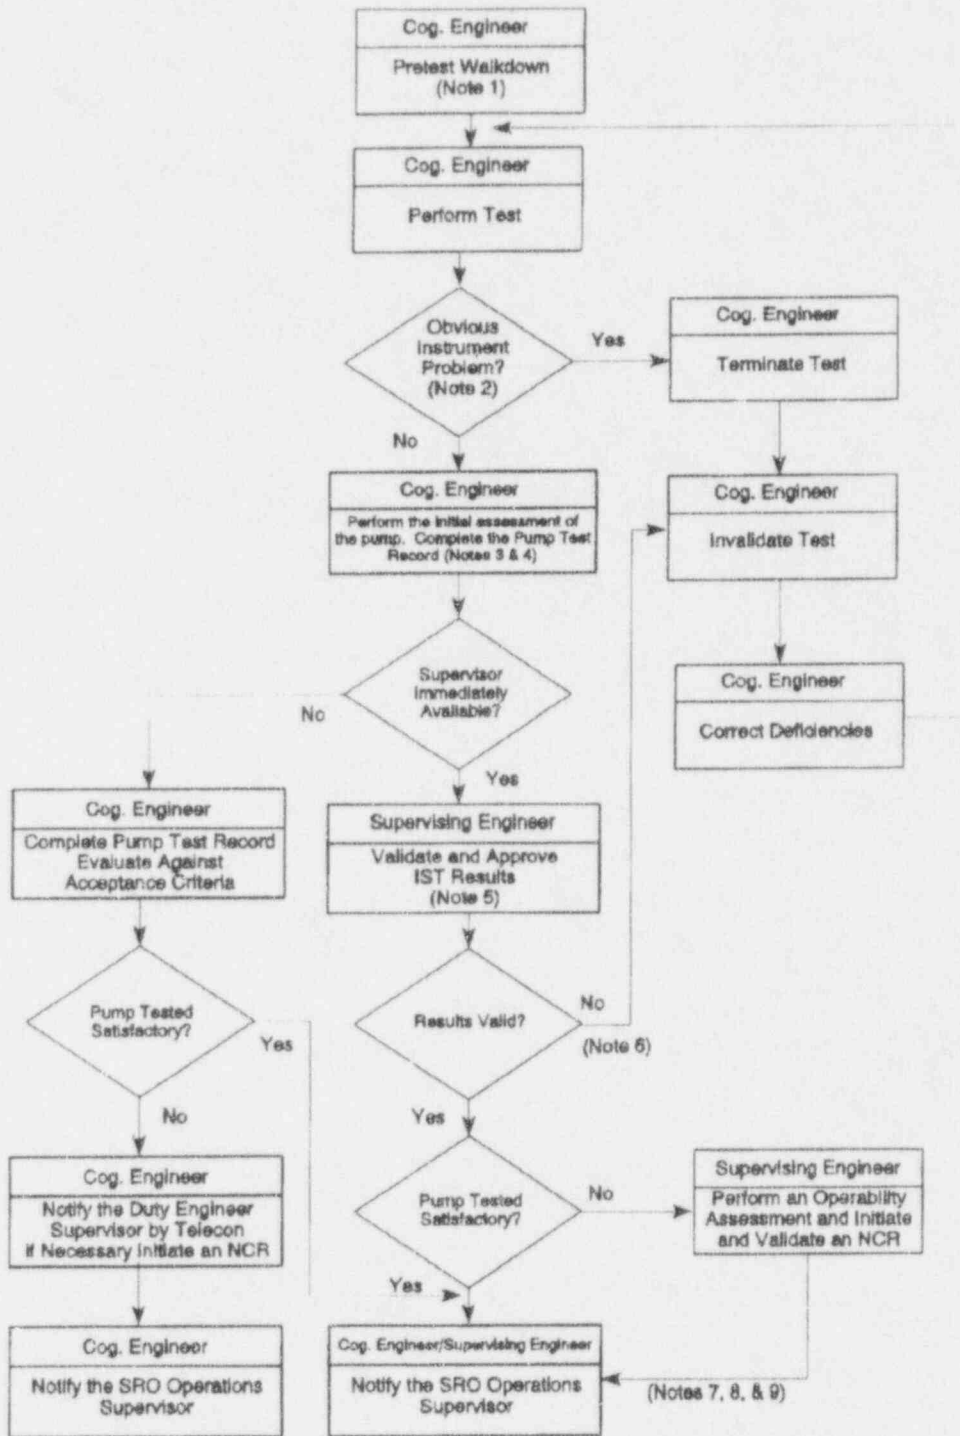 Cog. Engineer
Pretest Walkdown
(Note 1)
Cog. Engineer
Perform Test
Obvious
Instrument
Problem?
(Note 2)
Yes
Cog. Engineer
Terminate Test
No
Cog. Engineer
Perform the initial assessment of
the pump. Complete the Pump Test
Record (Notes 3 & 4)
Cog. Engineer
Invalidate Test
Supervisor
Immediately
Available?
No
Cog. Engineer
Correct Deficiencies
Yes
Cog. Engineer
Complete Pump Test Record
Evaluate Against
Acceptance Criteria
Supervising Engineer
Validate and Approve
IST Results
(Note 5)
Pump Tested
Satisfactory?
Yes
Results Valid?
No
(Note 6)
No
Yes
Cog. Engineer
Notify the Duty Engineer
Supervisor by Telecon
If Necessary Initiate an NCR
Pump Tested
Satisfactory?
No
Supervising Engineer
Perform an Operability
Assessment and Initiate
and Validate an NCR
Yes
Cog. Engineer
Notify the SRO Operations
Supervisor
Cog. Engineer/Supervising Engineer
Notify the SRO Operations
Supervisor
(Notes 7, 8, & 9)